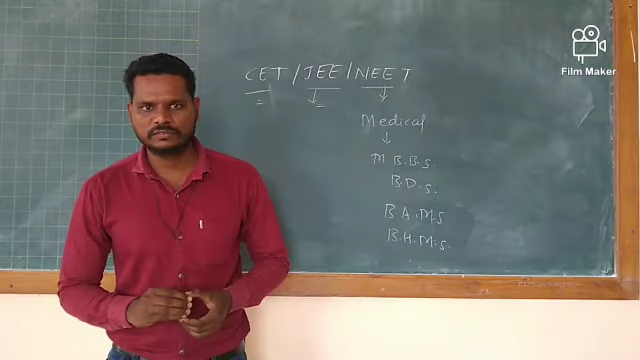 CET / JEE / NEET
Medical
M B.B.S.
B.D.S.
B.A.M.S
B.H.M.S.
Film Maker